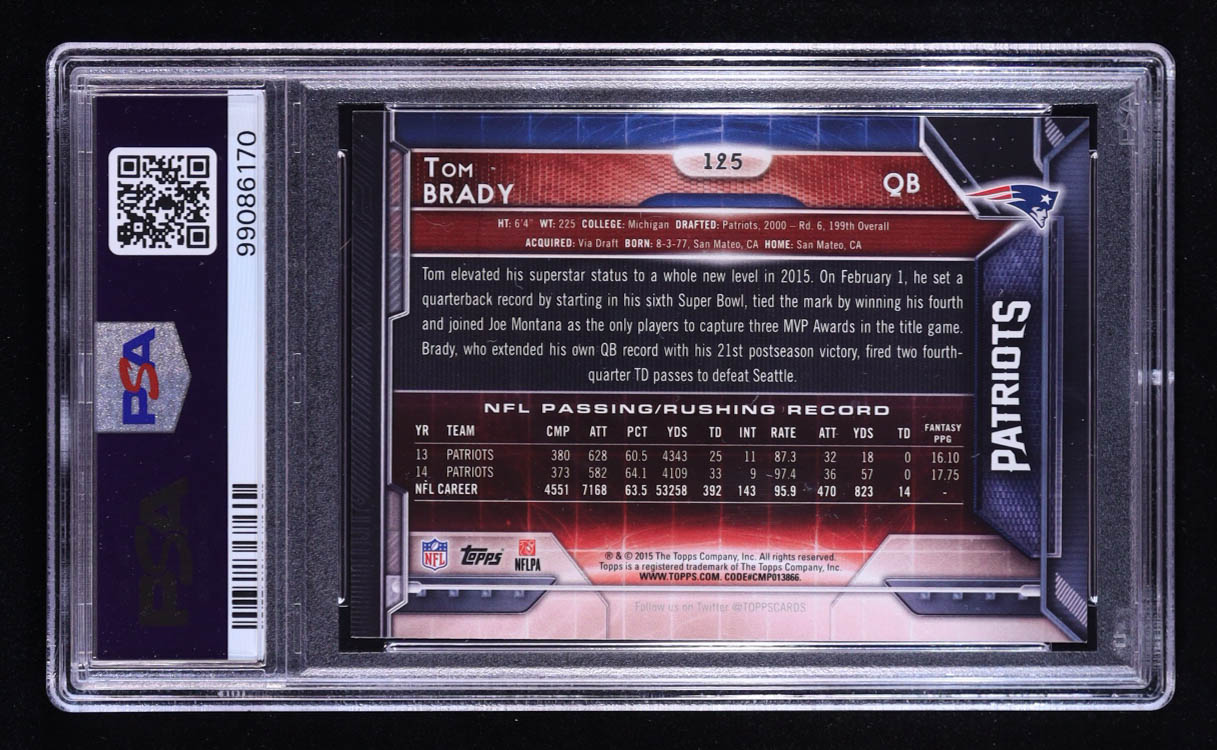 99086170
PSA
PSA
125
TOM
BRADY
QB
HT: 6'4" WT: 225 COLLEGE: Michigan DRAFTED: Patriots, 2000 – Rd. 6, 199th Overall
ACQUIRED: Via Draft BORN: 8-3-77, San Mateo, CA HOME: San Mateo, CA
Tom elevated his superstar status to a whole new level in 2015. On February 1, he set a
quarterback record by starting in his sixth Super Bowl, tied the mark by winning his fourth
and joined Joe Montana as the only players to capture three MVP Awards in the title game.
Brady, who extended his own QB record with his 21st postseason victory, fired two fourth-
quarter TD passes to defeat Seattle.
PATRIOTS
NFL PASSING/RUSHING RECORD
YR TEAM CMP ATT PCT YDS TD INT RATE ATT YDS TD FANTASY PPG
13 PATRIOTS 380 628 60.5 4343 25 11 87.3 32 18 0 16.10
14 PATRIOTS 373 582 64.1 4109 33 9 97.4 36 57 0 17.75
NFL CAREER 4551 7168 63.5 53258 392 143 95.9 470 823 14 -
NFL Topps NFLPA
® & © 2015 The Topps Company, Inc. All rights reserved.
Topps is a registered trademark of The Topps Company, Inc.
WWW.TOPPS.COM. CODE#CMP013866.
Follow us on Twitter @TOPPSCARDS